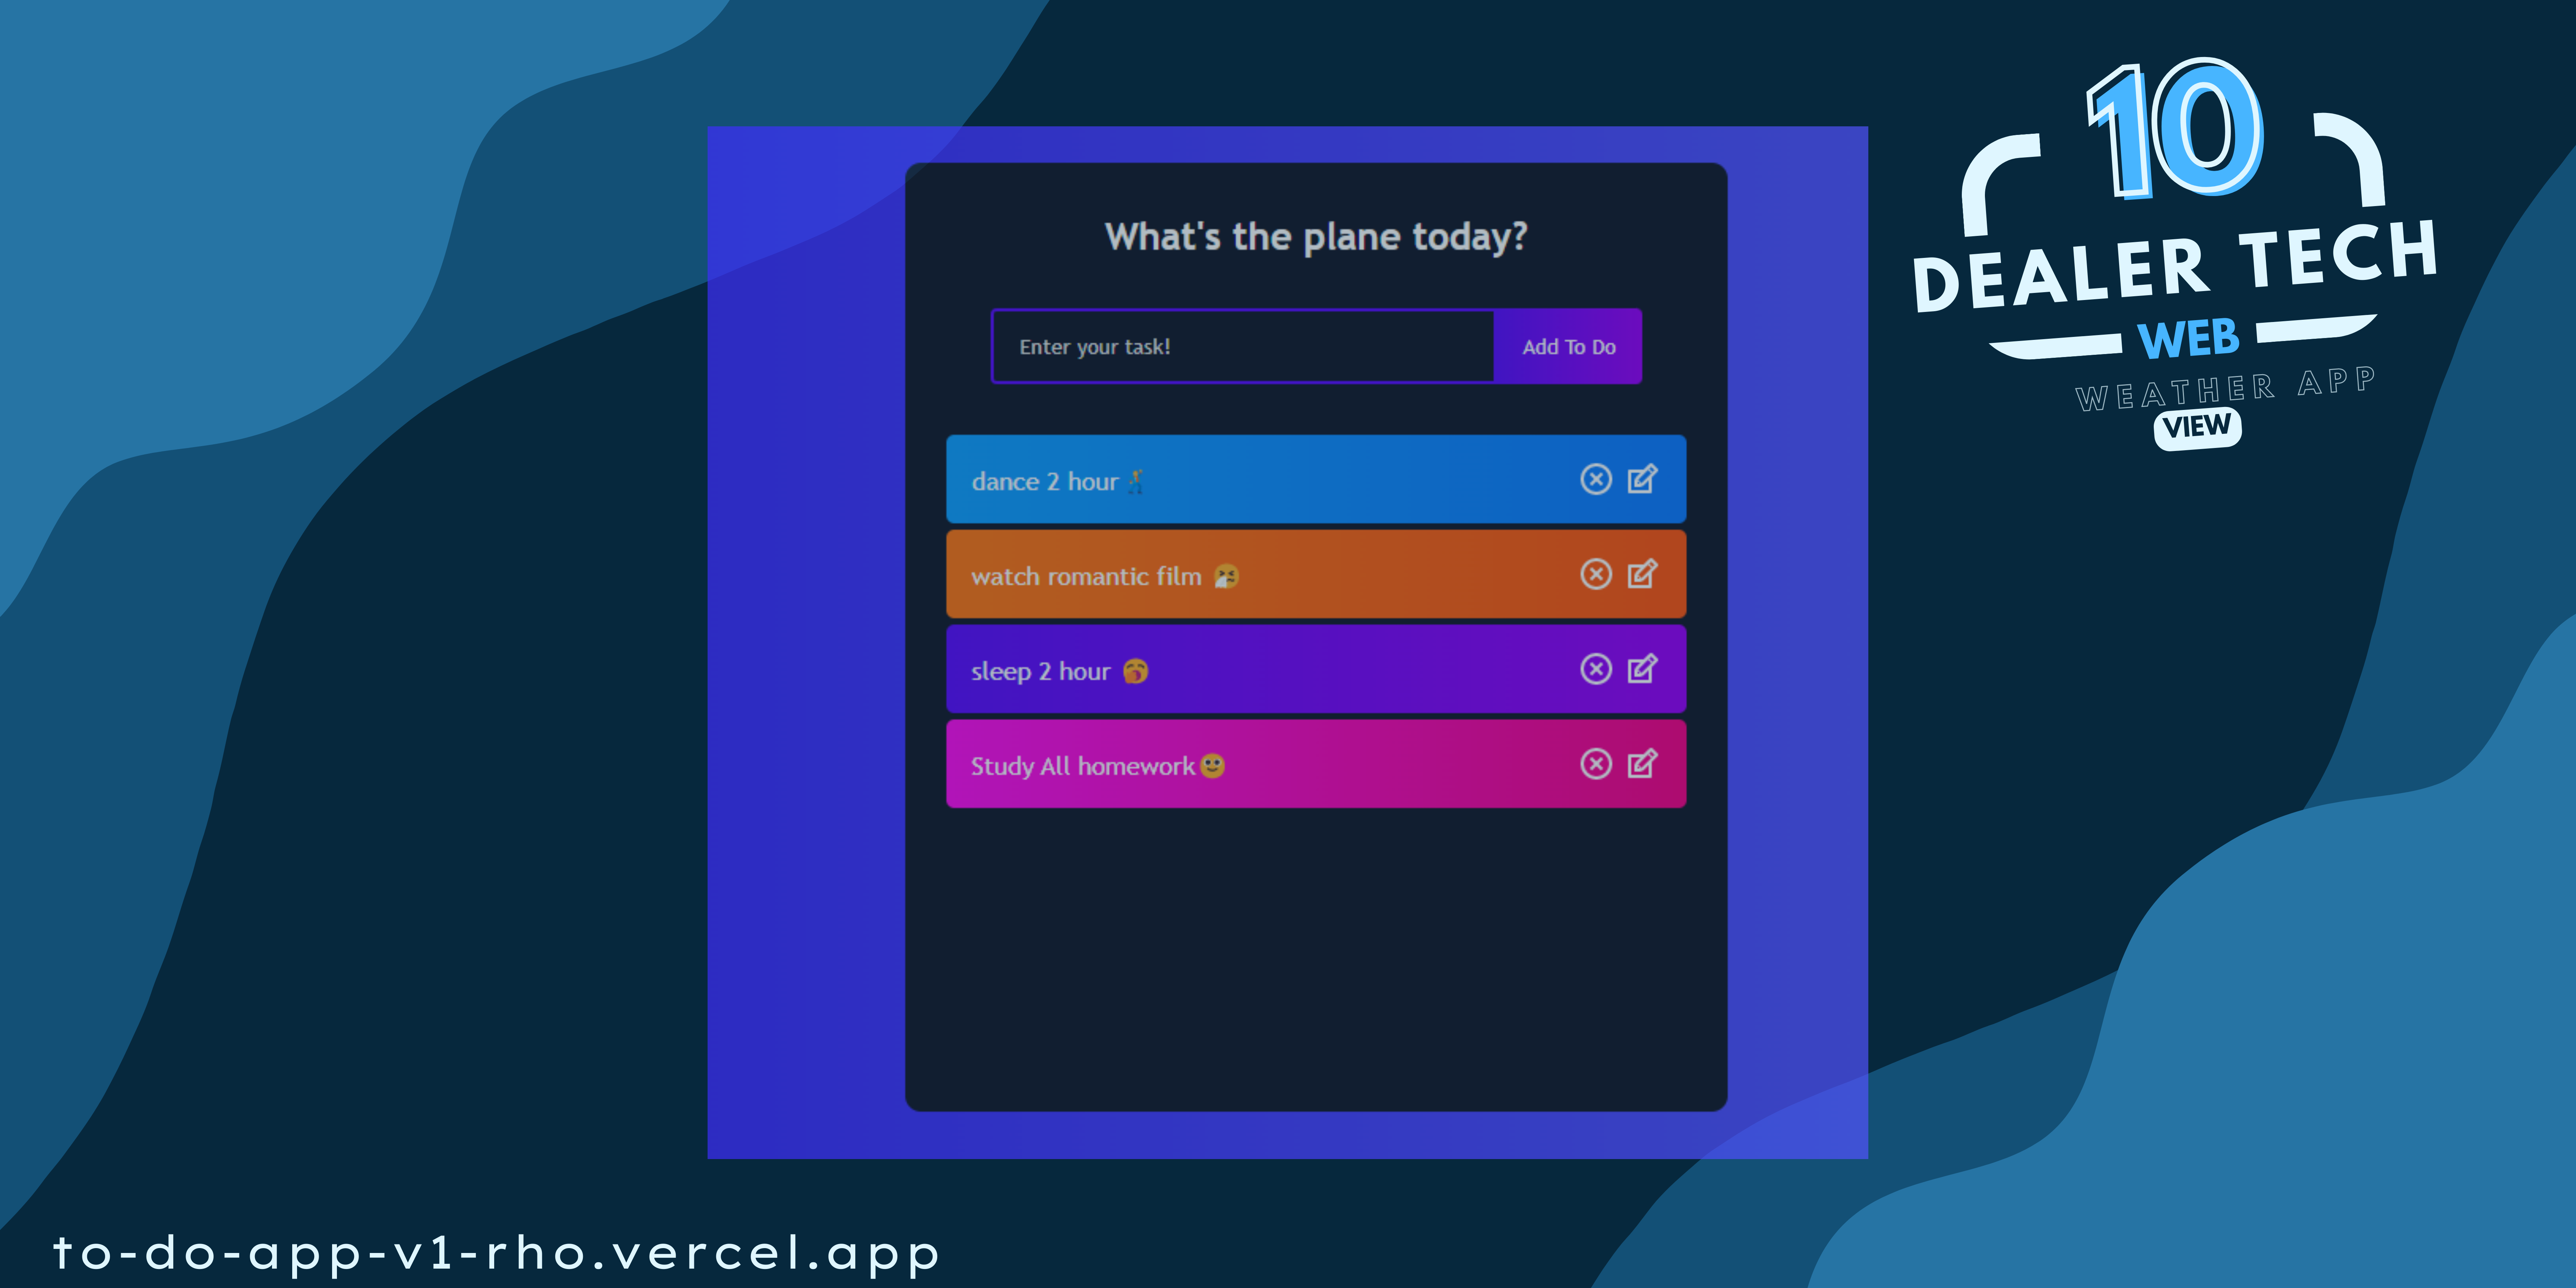 10
DEALER TECH
WEB
WEATHER APP
VIEW
What's the plane today?
Enter your task!
Add To Do
dance 2 hour🕺
watch romantic film 🤧
sleep 2 hour 🥱
Study All homework🙂
to-do-app-v1-rho.vercel.app